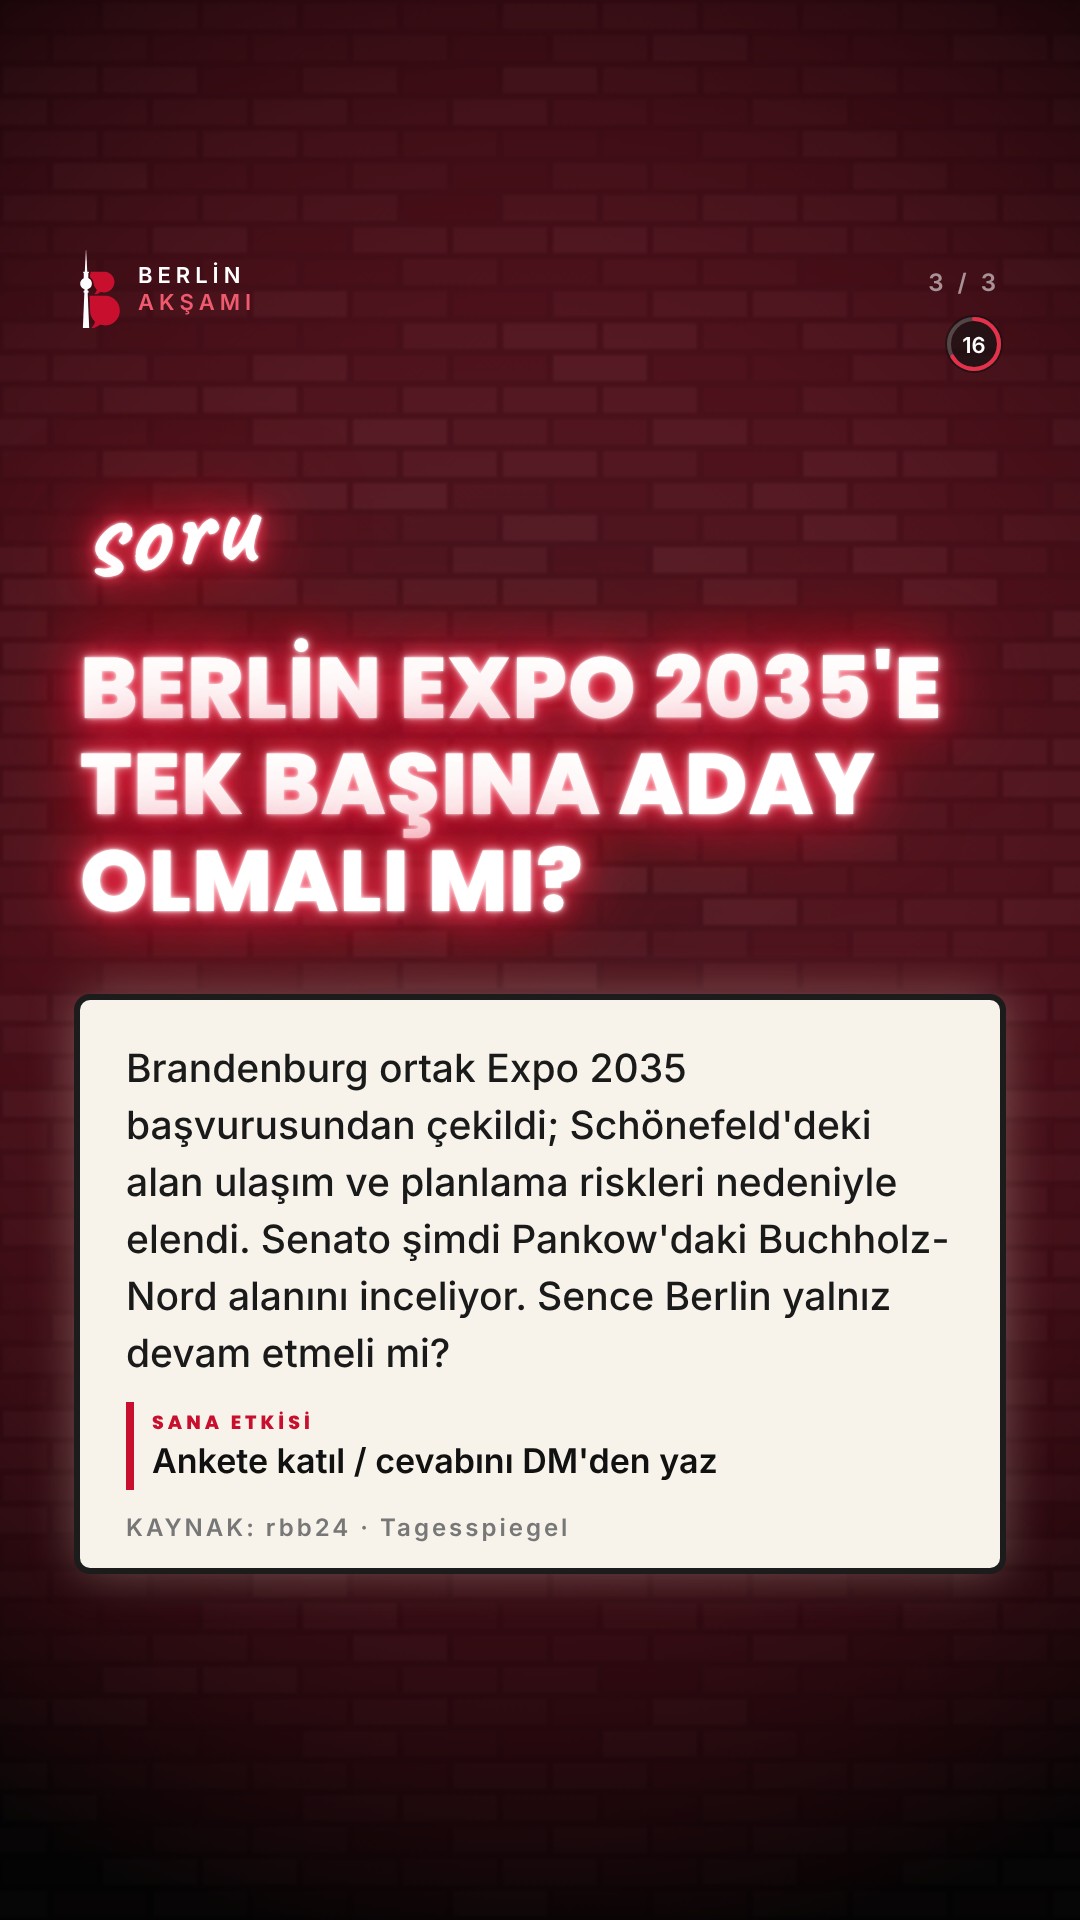 BERLİN
AKŞAMI
3 / 3
16
soru
BERLİN EXPO 2035'E
TEK BAŞINA ADAY
OLMALI MI?
Brandenburg ortak Expo 2035
başvurusundan çekildi; Schönefeld'deki
alan ulaşım ve planlama riskleri nedeniyle
elendi. Senato şimdi Pankow'daki Buchholz-
Nord alanını inceliyor. Sence Berlin yalnız
devam etmeli mi?
SANA ETKİSİ
Ankete katıl / cevabını DM'den yaz
KAYNAK: rbb24 · Tagesspiegel